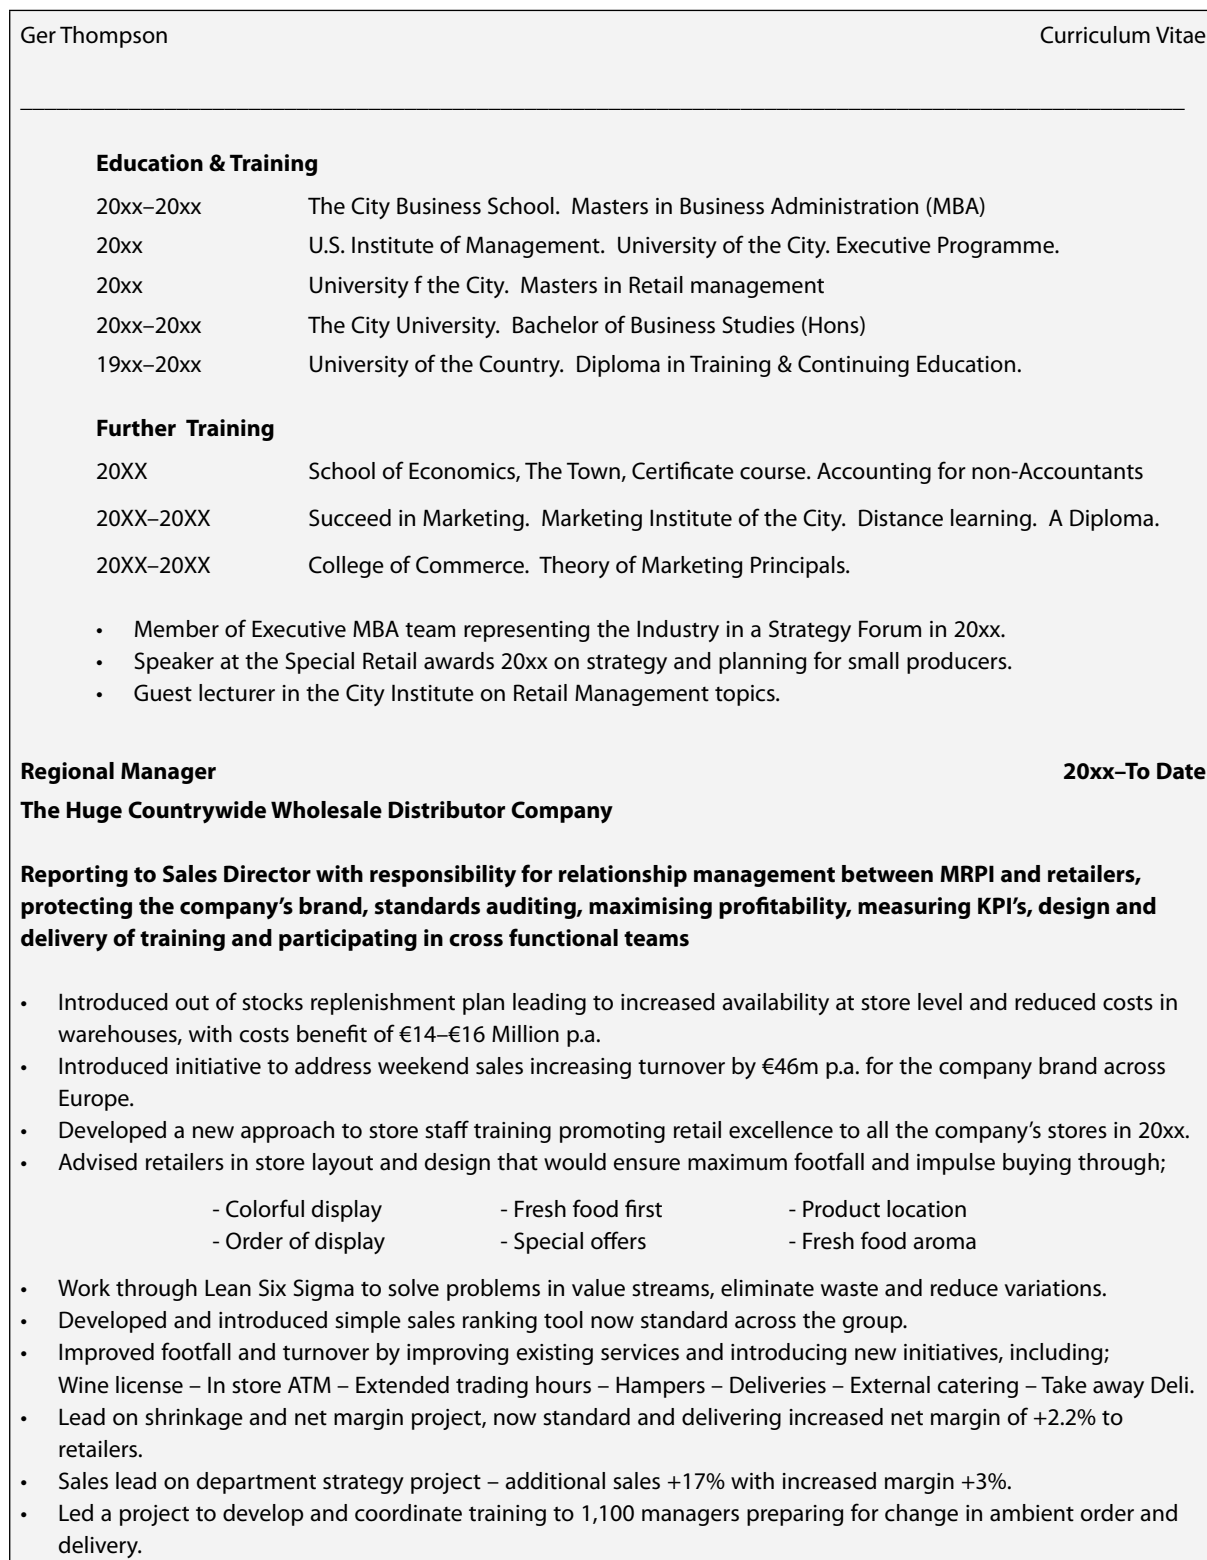 Ger Thompson Curriculum Vitae
Education & Training
20xx–20xx The City Business School. Masters in Business Administration (MBA)
20xx U.S. Institute of Management. University of the City. Executive Programme.
20xx University f the City. Masters in Retail management
20xx–20xx The City University. Bachelor of Business Studies (Hons)
19xx–20xx University of the Country. Diploma in Training & Continuing Education.
Further Training
20XX School of Economics, The Town, Certificate course. Accounting for non-Accountants
20XX–20XX Succeed in Marketing. Marketing Institute of the City. Distance learning. A Diploma.
20XX–20XX College of Commerce. Theory of Marketing Principals.
• Member of Executive MBA team representing the Industry in a Strategy Forum in 20xx.
• Speaker at the Special Retail awards 20xx on strategy and planning for small producers.
• Guest lecturer in the City Institute on Retail Management topics.
Regional Manager 20xx–To Date
The Huge Countrywide Wholesale Distributor Company
Reporting to Sales Director with responsibility for relationship management between MRPI and retailers,
protecting the company's brand, standards auditing, maximising profitability, measuring KPI's, design and
delivery of training and participating in cross functional teams
• Introduced out of stocks replenishment plan leading to increased availability at store level and reduced costs in
warehouses, with costs benefit of €14–€16 Million p.a.
• Introduced initiative to address weekend sales increasing turnover by €46m p.a. for the company brand across
Europe.
• Developed a new approach to store staff training promoting retail excellence to all the company's stores in 20xx.
• Advised retailers in store layout and design that would ensure maximum footfall and impulse buying through;
- Colorful display - Fresh food first - Product location
- Order of display - Special offers - Fresh food aroma
• Work through Lean Six Sigma to solve problems in value streams, eliminate waste and reduce variations.
• Developed and introduced simple sales ranking tool now standard across the group.
• Improved footfall and turnover by improving existing services and introducing new initiatives, including;
Wine license – In store ATM – Extended trading hours – Hampers – Deliveries – External catering – Take away Deli.
• Lead on shrinkage and net margin project, now standard and delivering increased net margin of +2.2% to
retailers.
• Sales lead on department strategy project – additional sales +17% with increased margin +3%.
• Led a project to develop and coordinate training to 1,100 managers preparing for change in ambient order and
delivery.